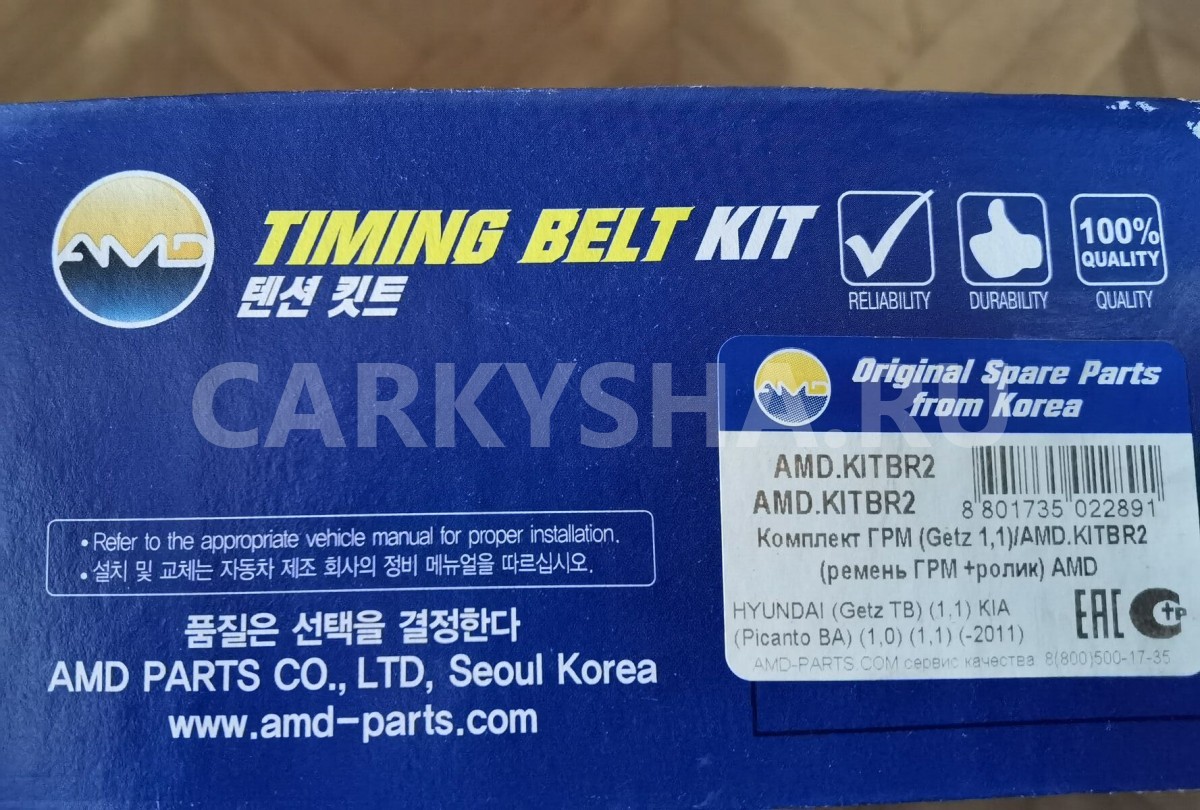 AMD
TIMING BELT KIT
텐션 킷트
RELIABILITY
DURABILITY
100%
QUALITY
QUALITY
CARKYSHA.RU
AMD
Original Spare Parts
from Korea
AMD.KITBR2
AMD.KITBR2
8 801735 022891
Комплект ГРМ (Getz 1,1)/AMD.KITBR2
(ремень ГРМ +ролик) AMD
HYUNDAI (Getz TB) (1.1) KIA
(Picanto BA) (1,0) (1,1) (-2011)
EAC
тР
AMD-PARTS.COM сервис качества 8(800)500-17-35
• Refer to the appropriate vehicle manual for proper installation.
• 설치 및 교체는 자동차 제조 회사의 정비 메뉴얼을 따르십시오.
품질은 선택을 결정한다
AMD PARTS CO., LTD, Seoul Korea
www.amd-parts.com